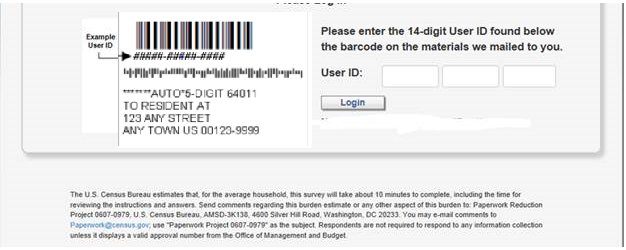 Example
User ID
#####-#####-####
Please enter the 14-digit User ID found below
the barcode on the materials we mailed to you.
User ID:
Login
*******AUTO*5-DIGIT 64011
TO RESIDENT AT
123 ANY STREET
ANY TOWN US 00123-9999
The U.S. Census Bureau estimates that, for the average household, this survey will take about 10 minutes to complete, including the time for
reviewing the instructions and answers. Send comments regarding this burden estimate or any other aspect of this burden to: Paperwork Reduction
Project 0607-0979, U.S. Census Bureau, AMSD-3K138, 4600 Silver Hill Road, Washington, DC 20233. You may e-mail comments to
Paperwork@census.gov; use "Paperwork Project 0607-0979" as the subject. Respondents are not required to respond to any information collection
unless it displays a valid approval number from the Office of Management and Budget.